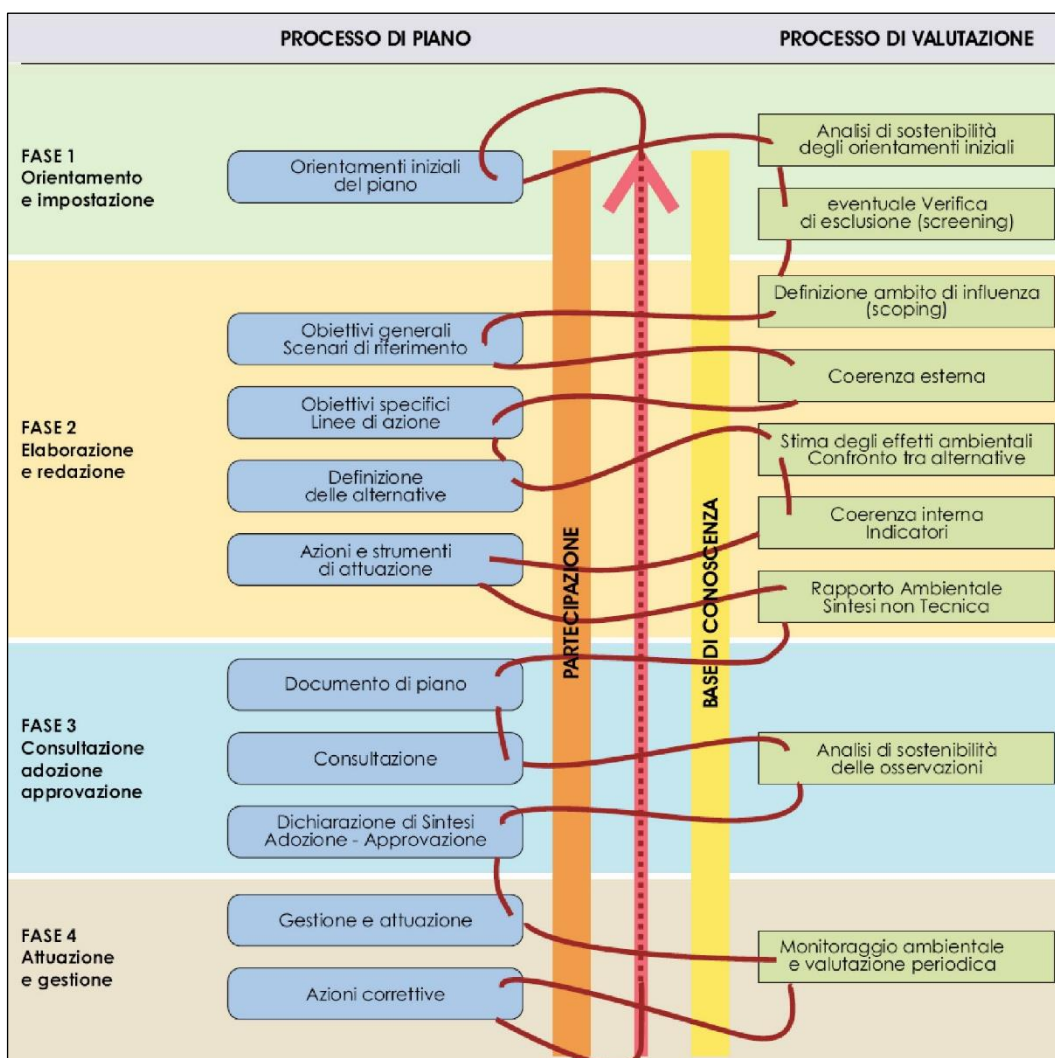 PROCESSO DI PIANO
PROCESSO DI VALUTAZIONE
FASE 1
Orientamento
e impostazione
Orientamenti iniziali
del piano
Analisi di sostenibilità
degli orientamenti iniziali
eventuale Verifica
di esclusione (screening)
FASE 2
Elaborazione
e redazione
Definizione ambito di influenza
(scoping)
Obiettivi generali
Scenari di riferimento
Coerenza esterna
Obiettivi specifici
Linee di azione
Stima degli effetti ambientali
Confronto tra alternative
Definizione
delle alternative
Coerenza interna
Indicatori
Azioni e strumenti
di attuazione
Rapporto Ambientale
Sintesi non Tecnica
PARTECIPAZIONE
BASE DI CONOSCENZA
FASE 3
Consultazione
adozione
approvazione
Documento di piano
Consultazione
Analisi di sostenibilità
delle osservazioni
Dichiarazione di Sintesi
Adozione - Approvazione
FASE 4
Attuazione
e gestione
Gestione e attuazione
Monitoraggio ambientale
e valutazione periodica
Azioni correttive